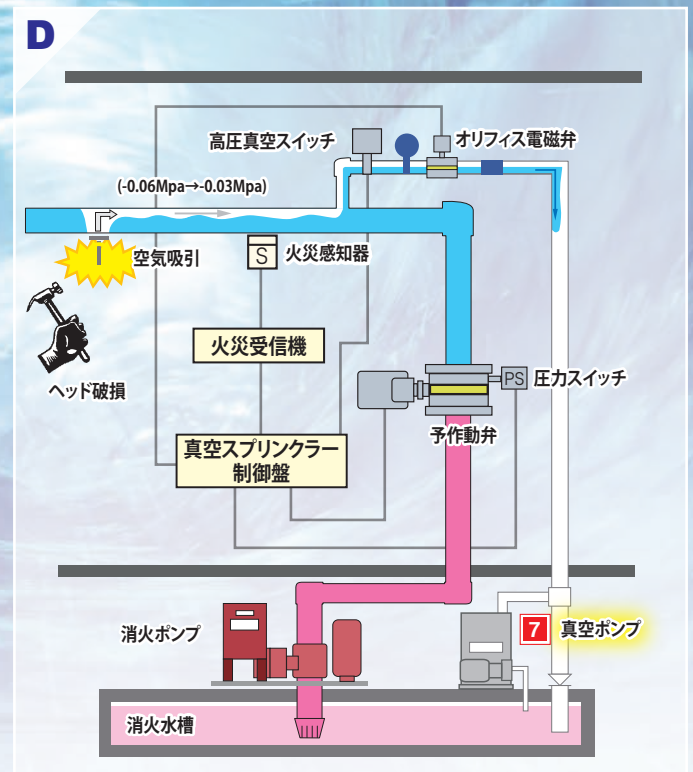 D
高圧真空スイッチ
オリフィス電磁弁
(-0.06Mpa→-0.03Mpa)
空気吸引
S
火災感知器
ヘッド破損
火災受信機
PS
圧力スイッチ
予作動弁
真空スプリンクラー
制御盤
消火ポンプ
7 真空ポンプ
消火水槽